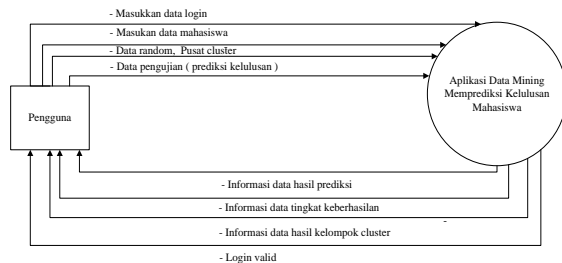 - Masukkan data login
- Masukan data mahasiswa
- Data random, Pusat cluster
- Data pengujian ( prediksi kelulusan )
Pengguna
Aplikasi Data Mining
Memprediksi Kelulusan
Mahasiswa
- Informasi data hasil prediksi
- Informasi data tingkat keberhasilan
-
- Informasi data hasil kelompok cluster
- Login valid